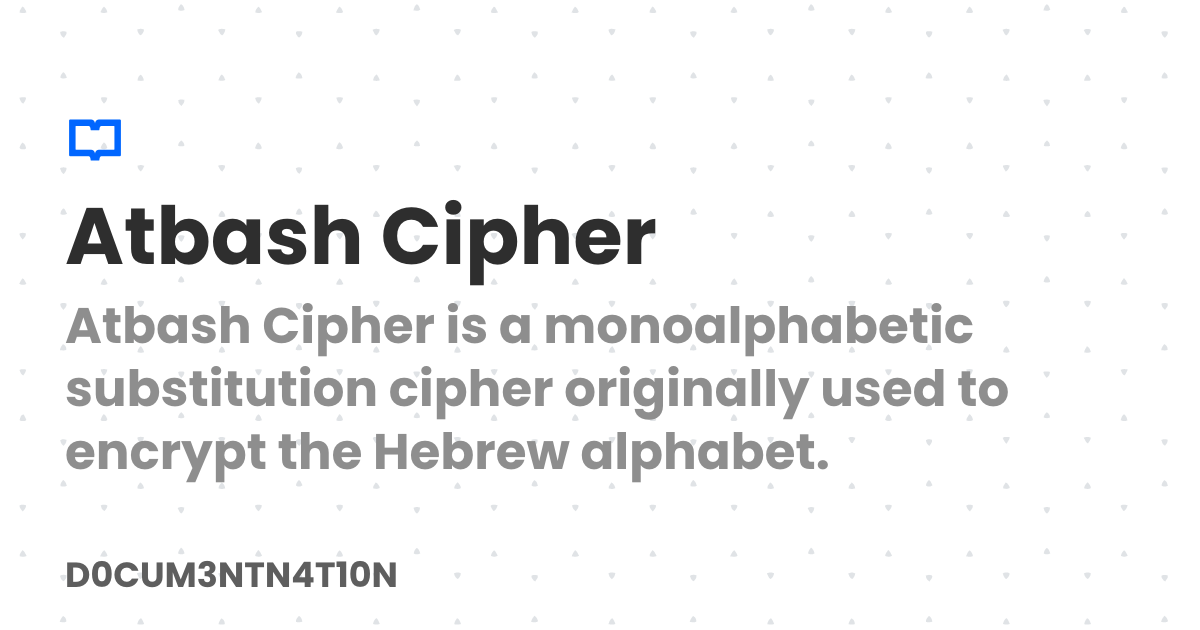 Atbash Cipher
Atbash Cipher is a monoalphabetic
substitution cipher originally used to
encrypt the Hebrew alphabet.
D0CUM3NTN4T10N